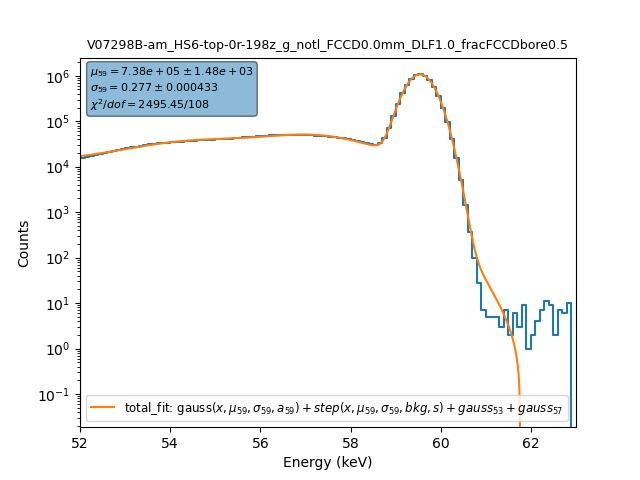 V07298B-am_HS6-top-0r-198z_g_notl_FCCD0.0mm_DLF1.0_fracFCCDbore0.5
μ₅₉ = 7.38e + 05 ± 1.48e + 03
σ₅₉ = 0.277 ± 0.000433
χ²/dof = 2495.45/108
10⁶
10⁵
10⁴
10³
10²
10¹
10⁰
10⁻¹
Counts
total_fit: gauss(x, μ₅₉, σ₅₉, a₅₉) + step(x, μ₅₉, σ₅₉, bkg, s) + gauss₅₃ + gauss₅₇
52 54 56 58 60 62
Energy (keV)